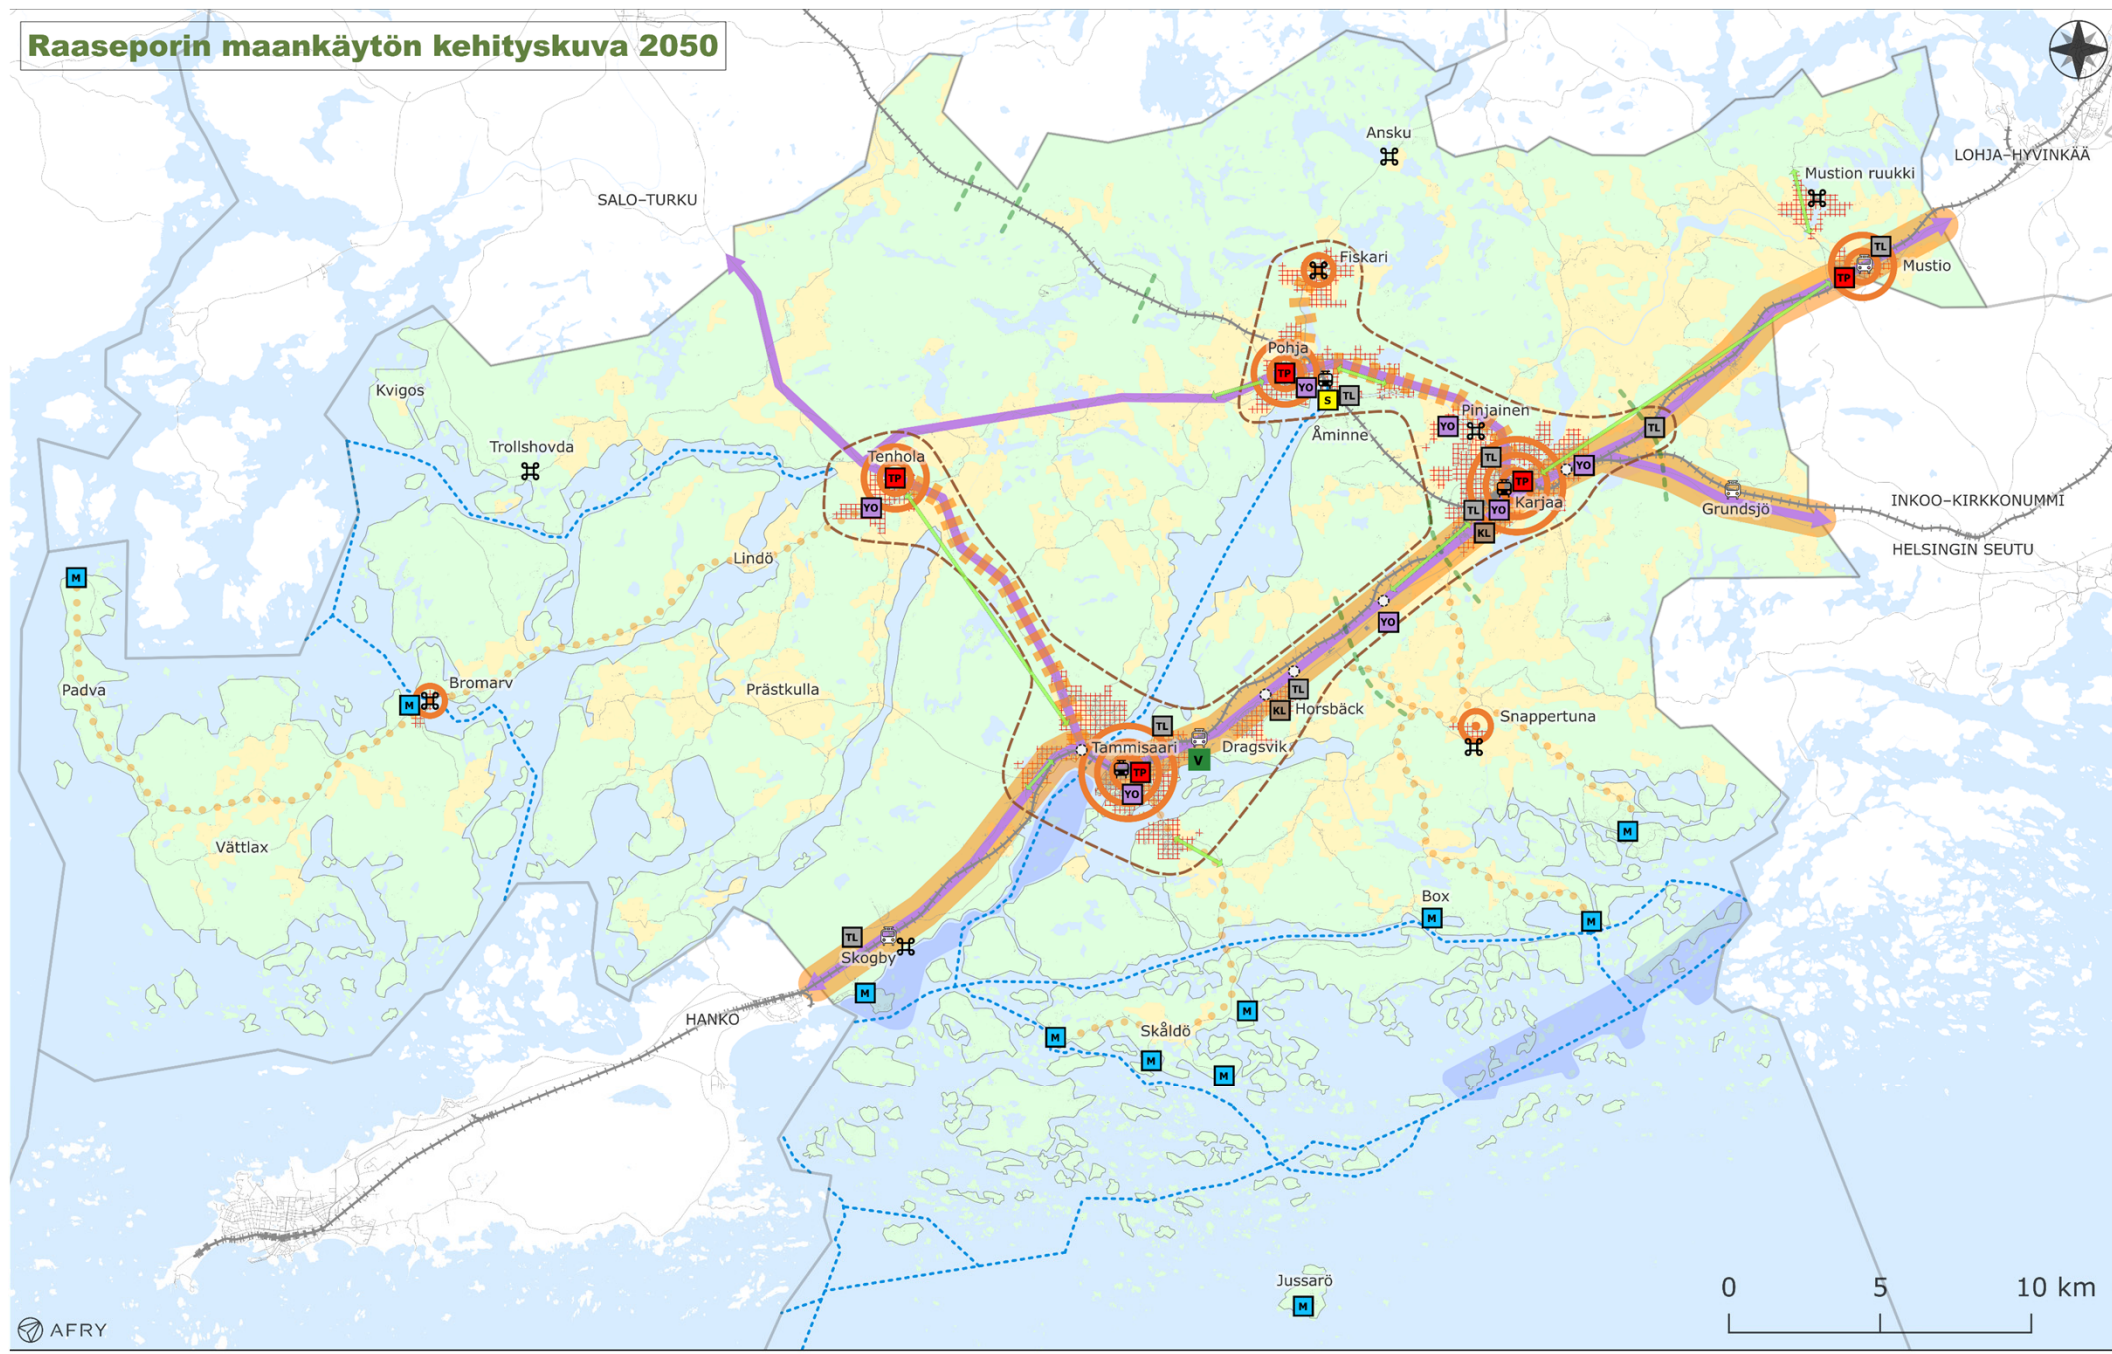 Raaseporin maankäytön kehityskuva 2050
Ansku
LOHJA–HYVINKÄÄ
Mustion ruukki
SALO–TURKU
TL
Fiskari
Mustio
TP
Pohja
TP
YO
TL
S
Kvigos
Pinjainen
YO
TL
Åminne
Trollshovda
Tenhola
TL
YO
TP
TP
INKOO–KIRKKONUMMI
Karjaa
Grundsjö
YO
TL
YO
KL
HELSINGIN SEUTU
Lindö
M
YO
Padva
Bromarv
M
Prästkulla
TL
KL
Horsbäck
Snappertuna
TL
Tammisaari
Dragsvik
V
TP
YO
M
Vättlax
Box
M
M
TL
Skogby
M
HANKO
M
Skåldö
M
M
M
Jussarö
M
0 5 10 km
AFRY